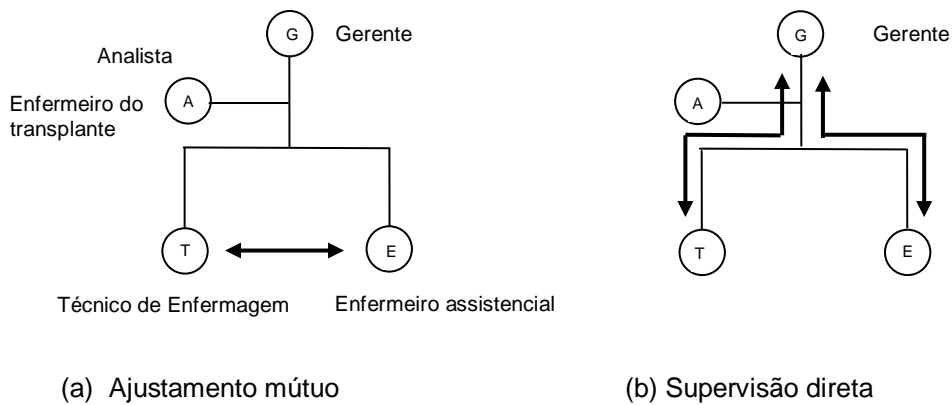 G
Gerente
Analista
A
Enfermeiro do
transplante
T
E
Técnico de Enfermagem
Enfermeiro assistencial
(a) Ajustamento mútuo
G
Gerente
A
T
E
(b) Supervisão direta